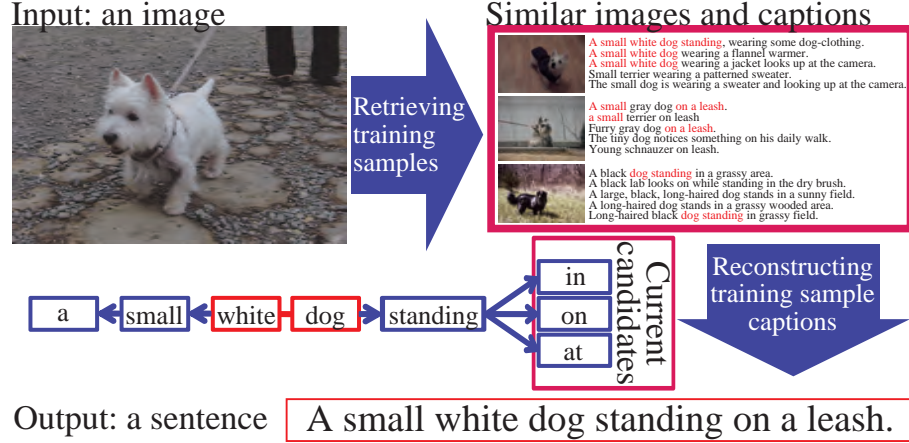 Input: an image
Similar images and captions
Retrieving
training
samples
A small white dog standing, wearing some dog-clothing.
A small white dog wearing a flannel warmer.
A small white dog wearing a jacket looks up at the camera.
Small terrier wearing a patterned sweater.
The small dog is wearing a sweater and looking up at the camera.
A small gray dog on a leash.
a small terrier on leash
Furry gray dog on a leash.
The tiny dog notices something on his daily walk.
Young schnauzer on leash.
A black dog standing in a grassy area.
A black lab looks on while standing in the dry brush.
A large, black, long-haired dog stands in a sunny field.
A long-haired dog stands in a grassy wooded area.
Long-haired black dog standing in grassy field.
a
small
white
dog
standing
in
on
at
Current
candidates
Reconstructing
training sample
captions
Output: a sentence
A small white dog standing on a leash.